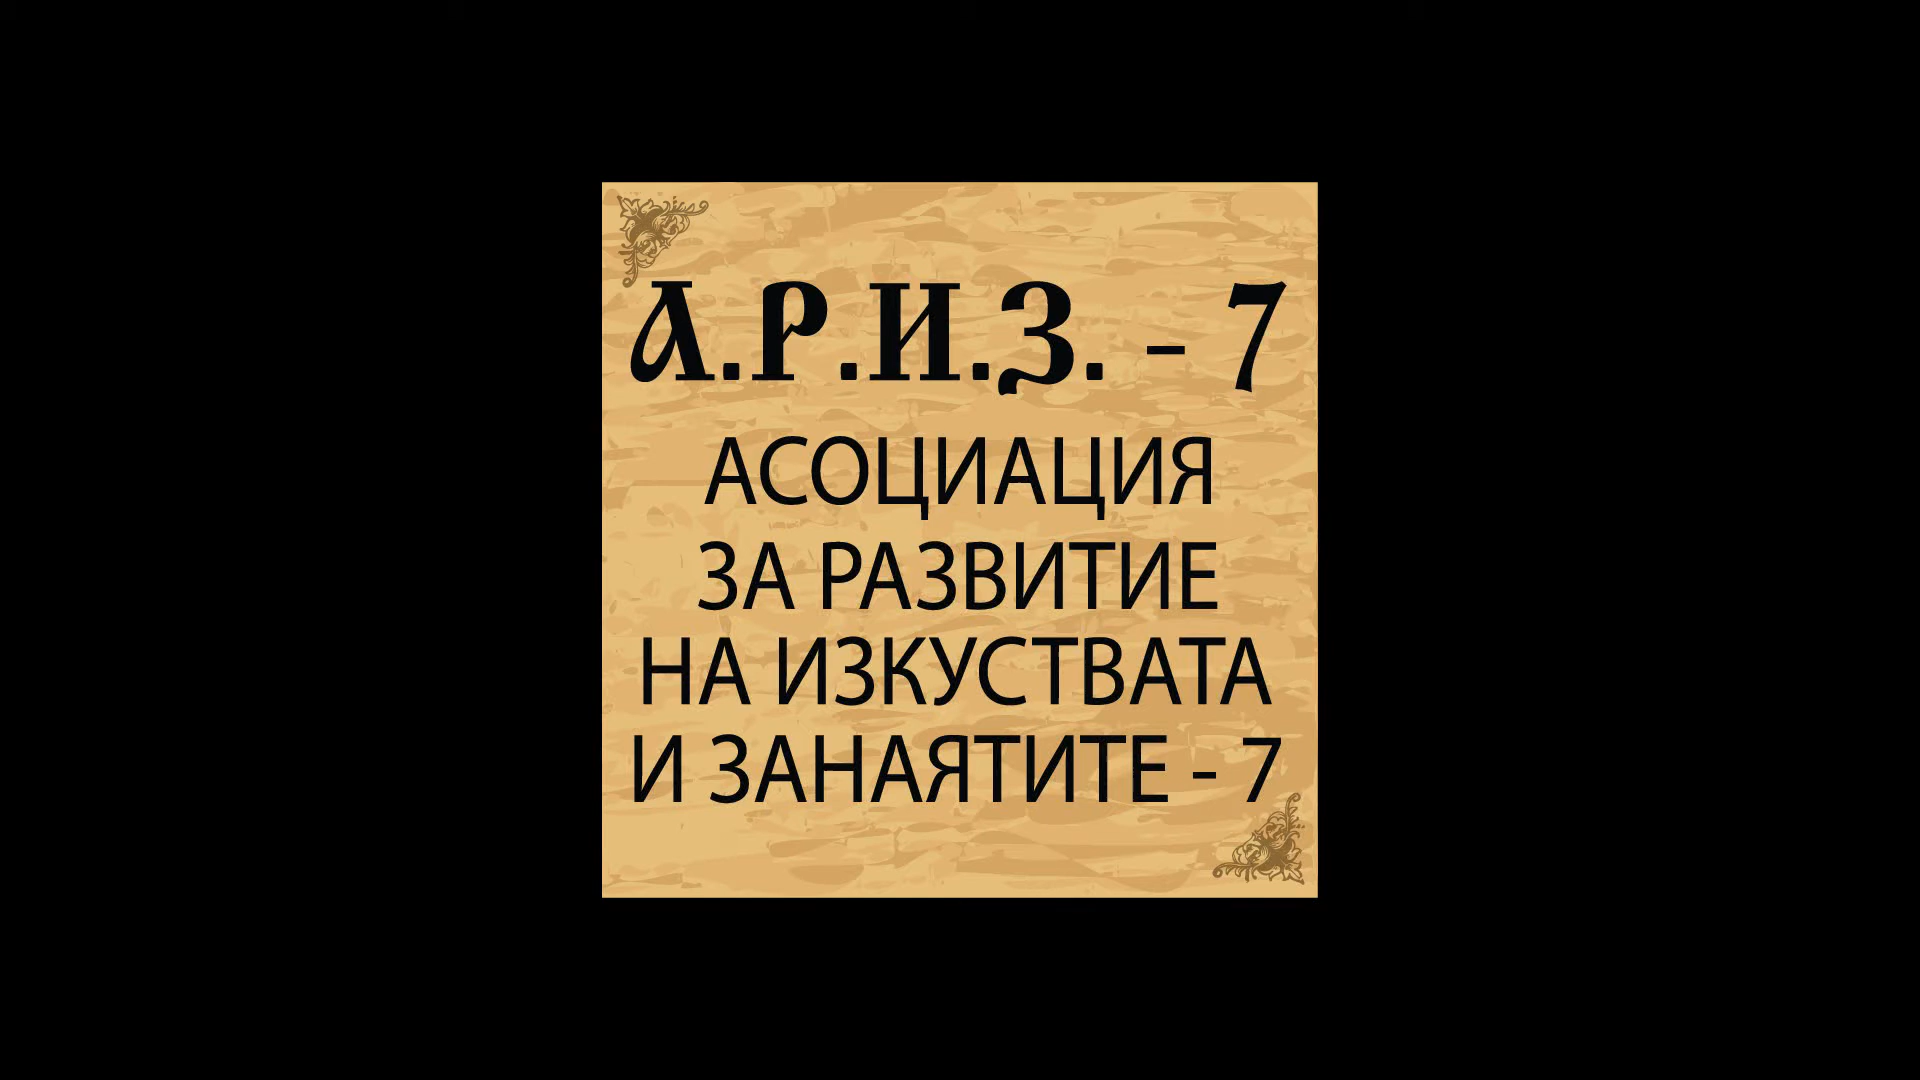 А.Р.И.З. - 7
АСОЦИАЦИЯ
ЗА РАЗВИТИЕ
НА ИЗКУСТВАТА
И ЗАНАЯТИТЕ - 7